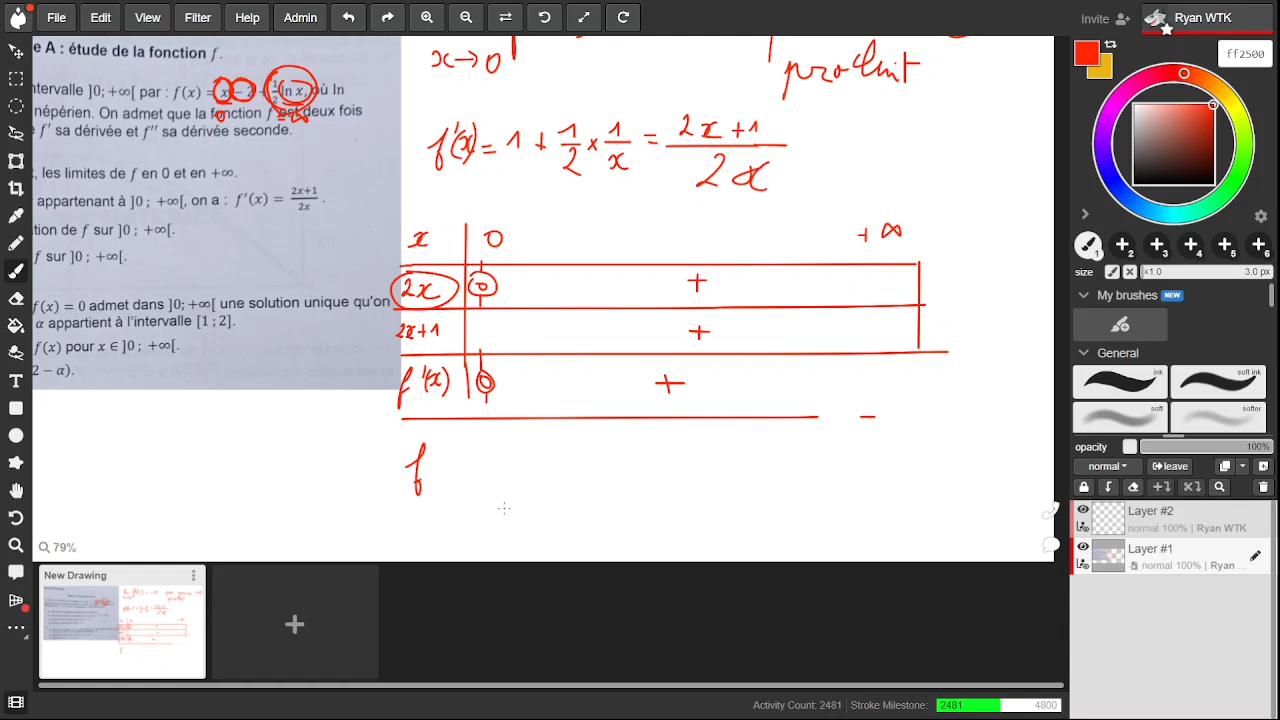 File Edit View Filter Help Admin
Invite Ryan WTK
ff2500
e A : étude de la fonction f.
ntervalle ]0; +∞[ par : f(x) = x − 2 + 1/2 ln x, où ln
népérien. On admet que la fonction f est deux fois
e f′ sa dérivée et f′′ sa dérivée seconde.
, les limites de f en 0 et en +∞.
appartenant à ]0 ; +∞[, on a : f′(x) = 2x+1/2x .
tion de f sur ]0 ; +∞[.
f sur ]0 ; +∞[.
f(x) = 0 admet dans ]0; +∞[ une solution unique qu'on
α appartient à l'intervalle [1 ; 2].
f(x) pour x ∈ ]0 ; +∞[.
2 − α).
x→0
produit
f'(x) = 1 + 1/2 × 1/x = 2x+1/2x
x 0 +∞
2x 0 +
2x+1 +
f'(x) 0 +
f
79%
size ×1.0 3.0 px
My brushes NEW
General
ink soft ink
soft softer
opacity 100%
normal leave
Layer #2
normal 100% | Ryan WTK
Layer #1
normal 100% | Ryan ...
New Drawing
Activity Count: 2481 Stroke Milestone: 2481 4800